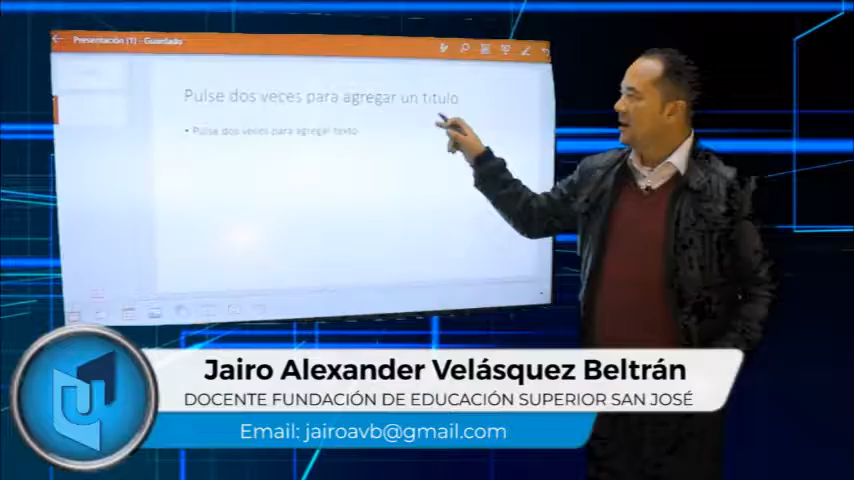 Presentación (1) - Guardado
Pulse dos veces para agregar un título
• Pulse dos veces para agregar texto
Jairo Alexander Velásquez Beltrán
DOCENTE FUNDACIÓN DE EDUCACIÓN SUPERIOR SAN JOSÉ
Email: jairoavb@gmail.com